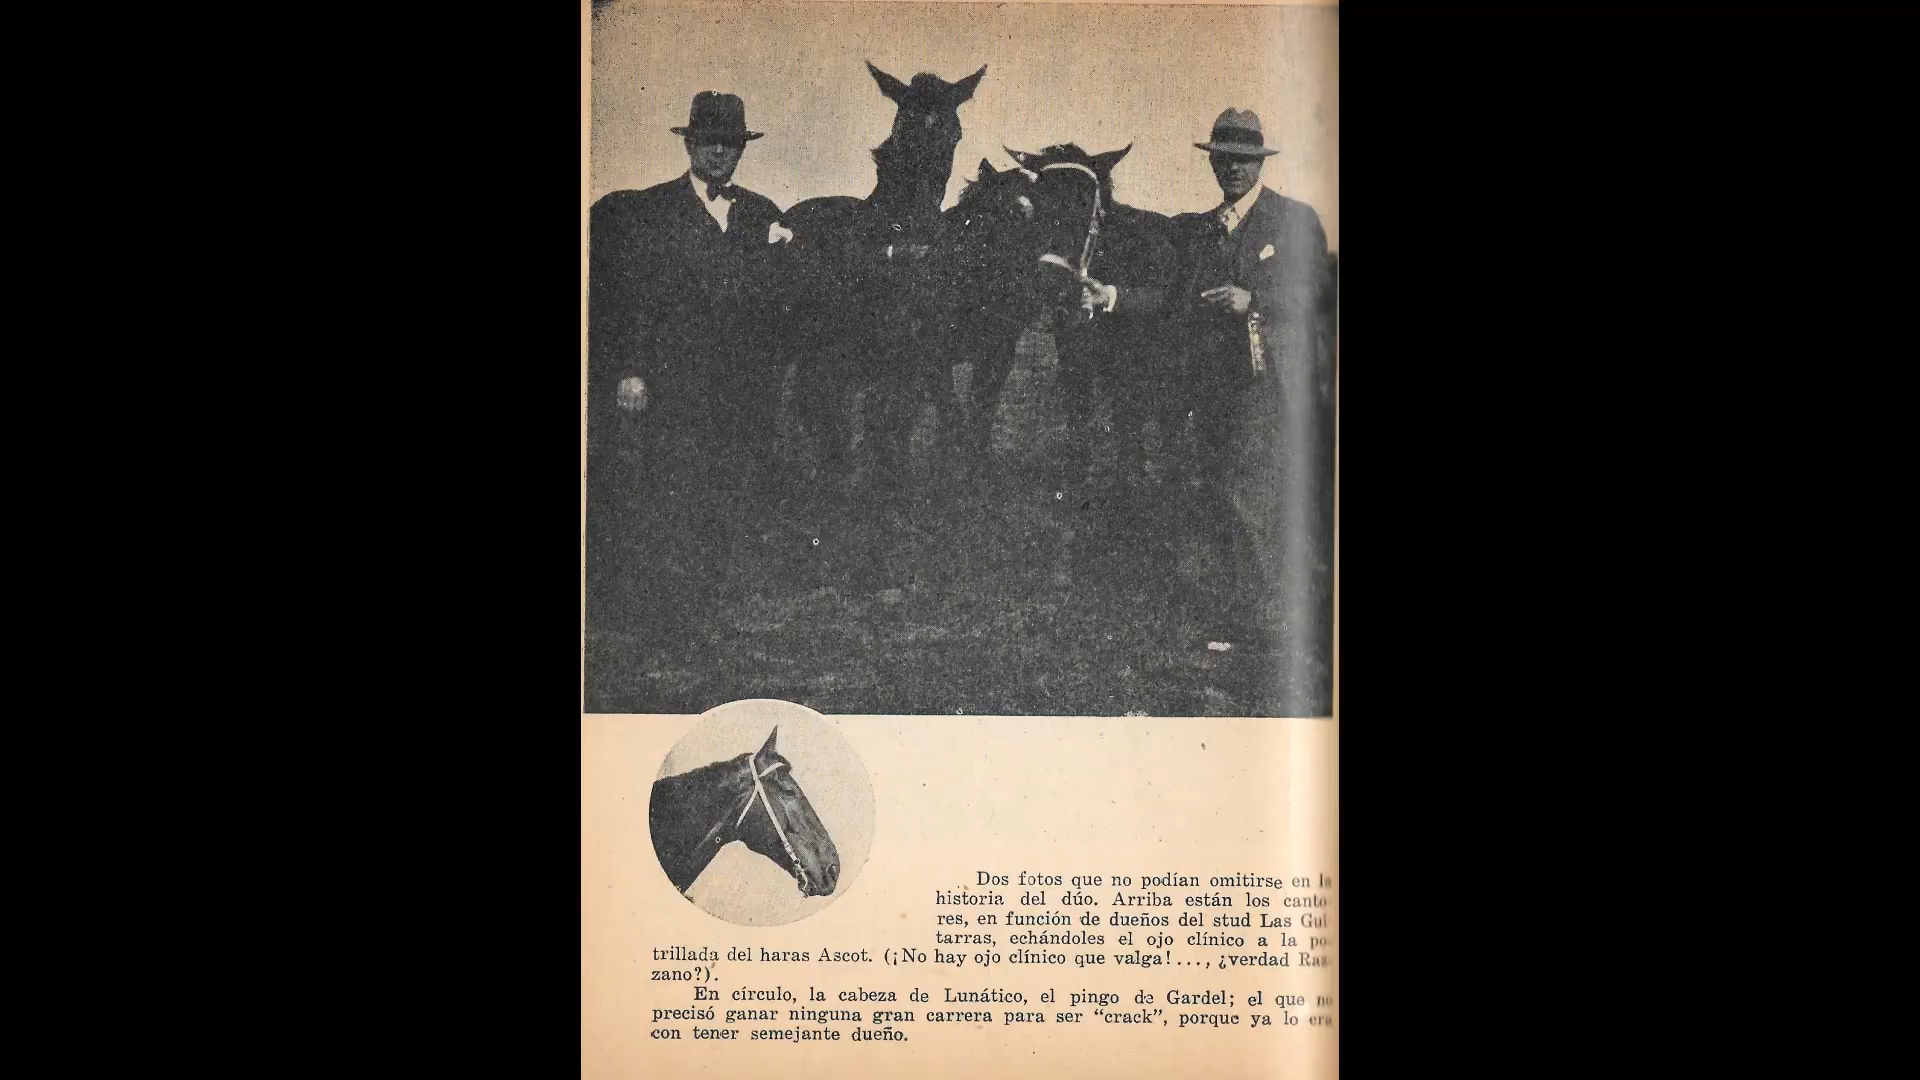 Dos fotos que no podían omitirse en la
historia del dúo. Arriba están los canto
res, en función de dueños del stud Las Gui
tarras, echándoles el ojo clínico a la po-
trillada del haras Ascot. (¡No hay ojo clínico que valga!..., ¿verdad Raz
zano?).
En círculo, la cabeza de Lunático, el pingo de Gardel; el que no
precisó ganar ninguna gran carrera para ser “crack”, porque ya lo era
con tener semejante dueño.